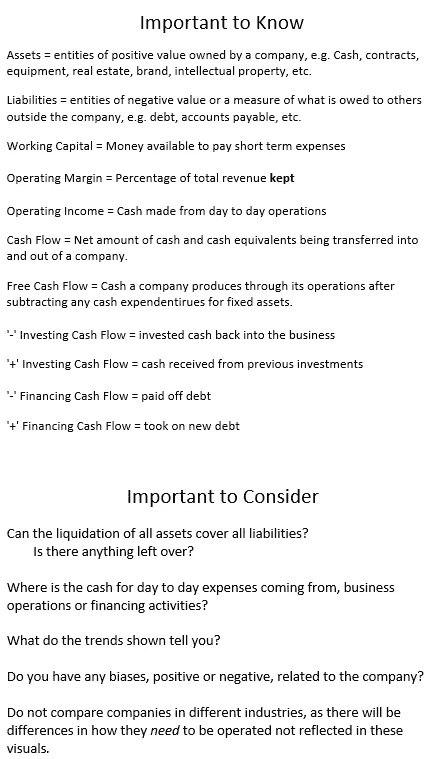 Important to Know
Assets = entities of positive value owned by a company, e.g. Cash, contracts,
equipment, real estate, brand, intellectual property, etc.
Liabilities = entities of negative value or a measure of what is owed to others
outside the company, e.g. debt, accounts payable, etc.
Working Capital = Money available to pay short term expenses
Operating Margin = Percentage of total revenue kept
Operating Income = Cash made from day to day operations
Cash Flow = Net amount of cash and cash equivalents being transferred into
and out of a company.
Free Cash Flow = Cash a company produces through its operations after
subtracting any cash expendentirues for fixed assets.
'-' Investing Cash Flow = invested cash back into the business
'+' Investing Cash Flow = cash received from previous investments
'-' Financing Cash Flow = paid off debt
'+' Financing Cash Flow = took on new debt
Important to Consider
Can the liquidation of all assets cover all liabilities?
Is there anything left over?
Where is the cash for day to day expenses coming from, business
operations or financing activities?
What do the trends shown tell you?
Do you have any biases, positive or negative, related to the company?
Do not compare companies in different industries, as there will be
differences in how they need to be operated not reflected in these
visuals.